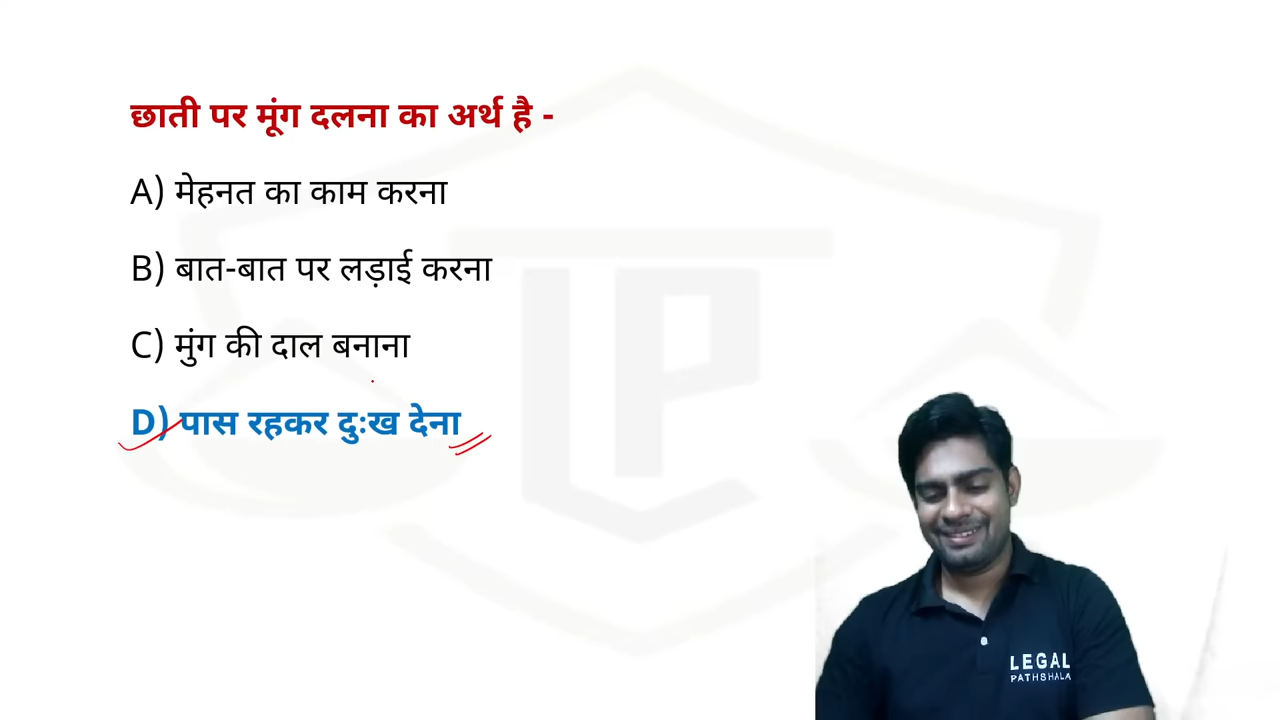 छाती पर मूंग दलना का अर्थ है -
A) मेहनत का काम करना
B) बात-बात पर लड़ाई करना
C) मुंग की दाल बनाना
D) पास रहकर दुःख देना
LEGAL
PATHSHALA